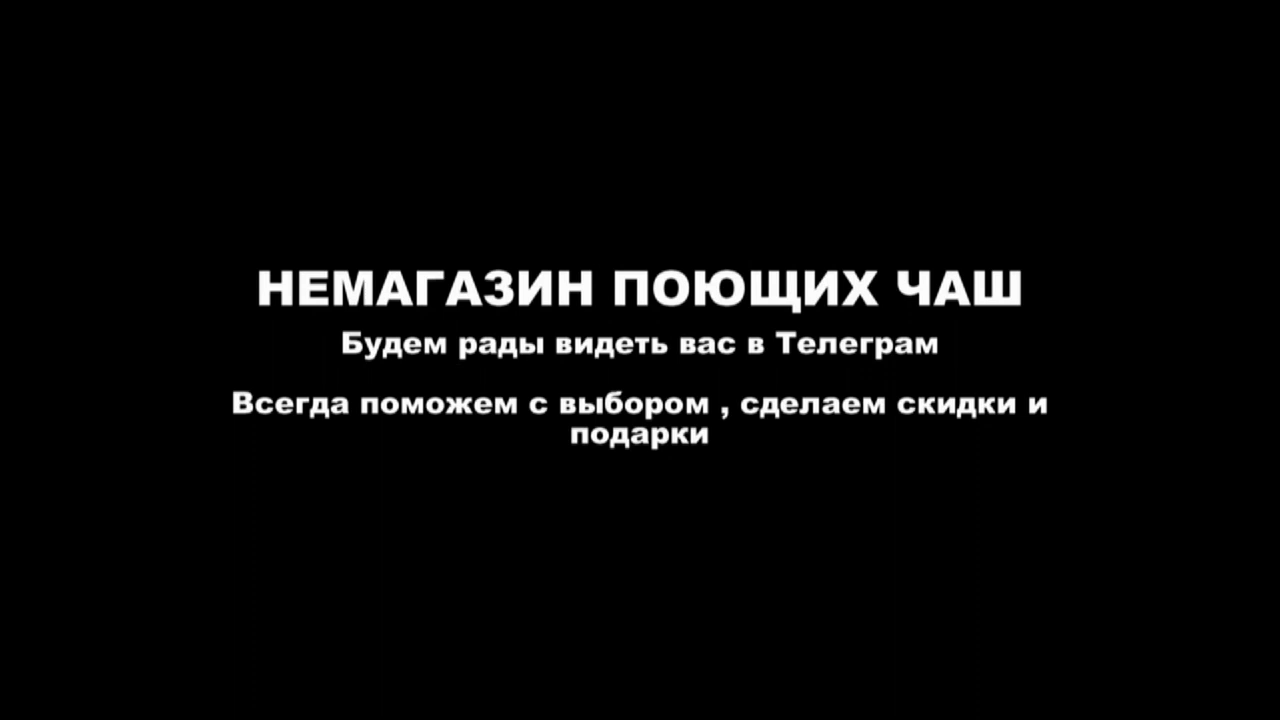 НЕМАГАЗИН ПОЮЩИХ ЧАШ
Будем рады видеть вас в Телеграм
Всегда поможем с выбором , сделаем скидки и
подарки